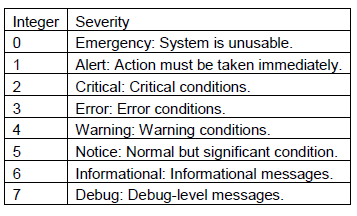 Integer Severity
0 Emergency: System is unusable.
1 Alert: Action must be taken immediately.
2 Critical: Critical conditions.
3 Error: Error conditions.
4 Warning: Warning conditions.
5 Notice: Normal but significant condition.
6 Informational: Informational messages.
7 Debug: Debug-level messages.